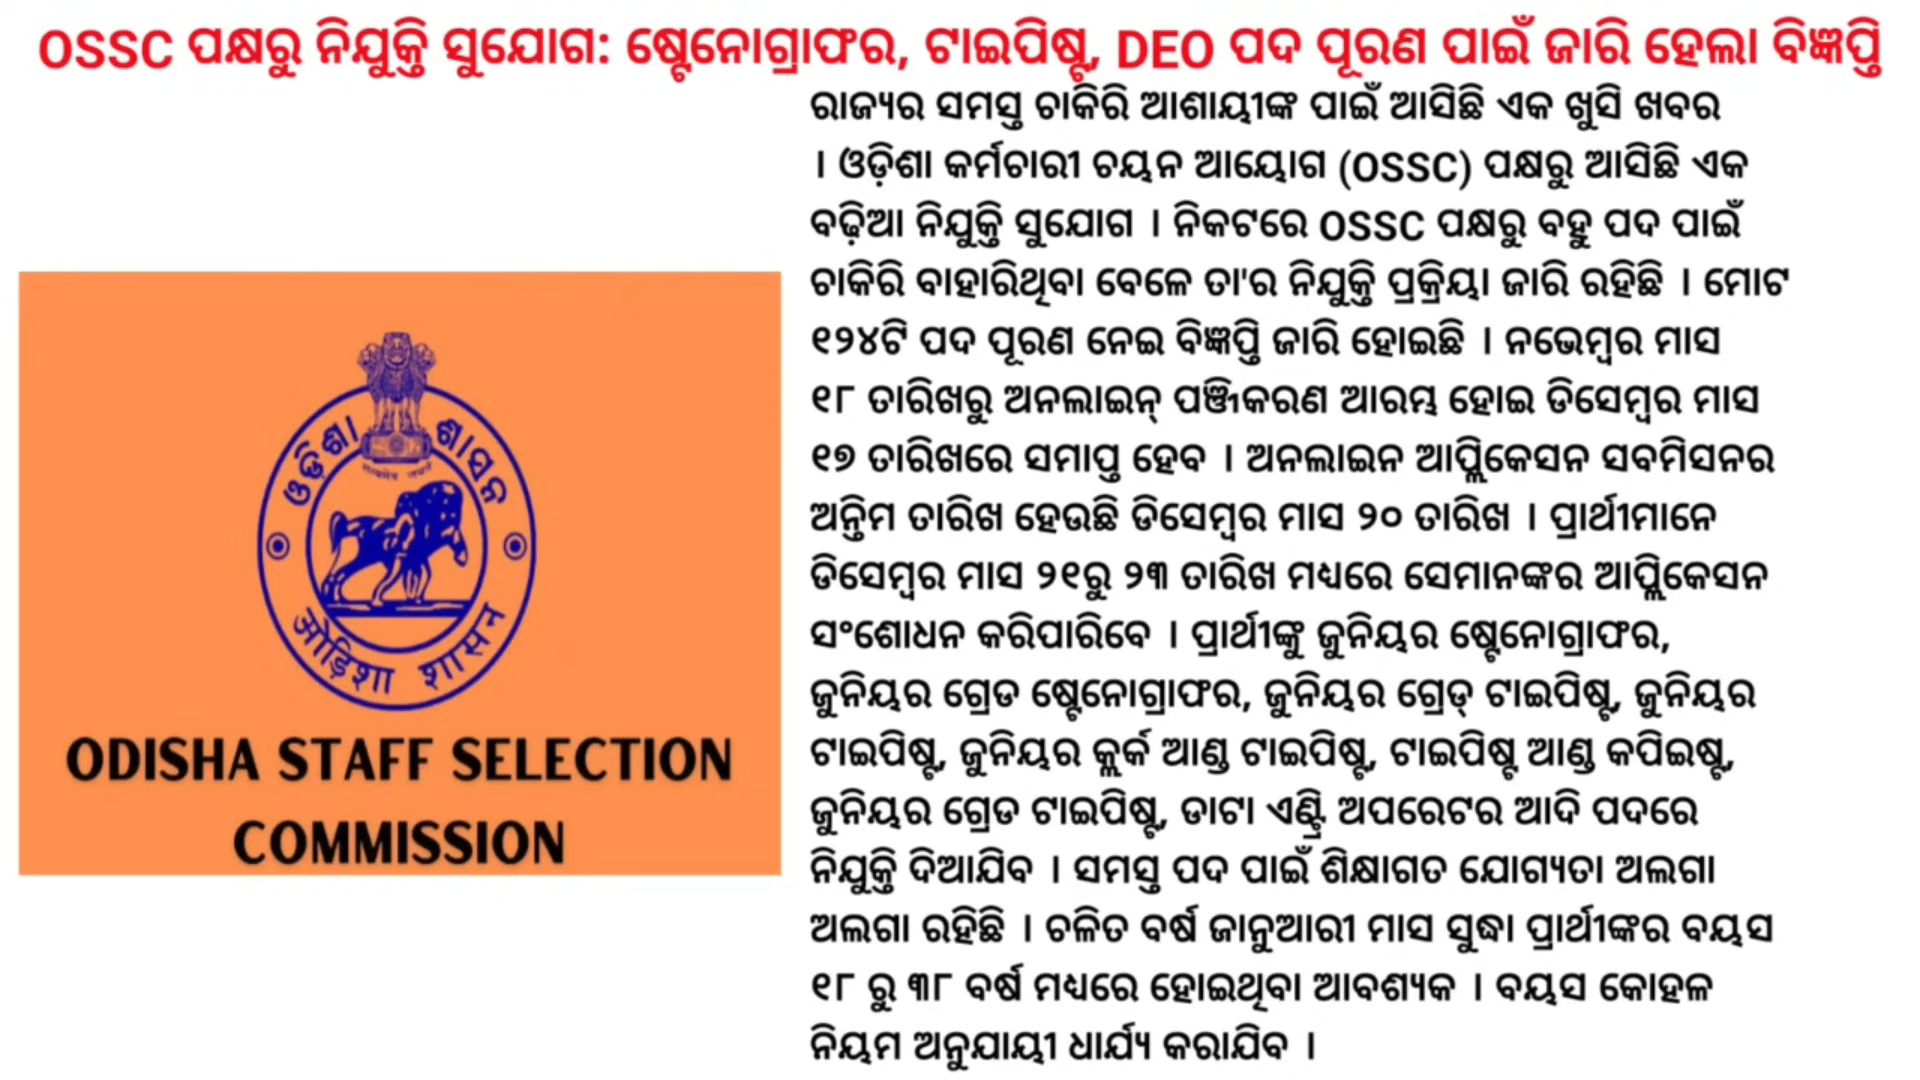 OSSC ପକ୍ଷରୁ ନିଯୁକ୍ତି ସୁଯୋଗ: ଷ୍ଟେନୋଗ୍ରାଫର, ଟାଇପିଷ୍ଟ, DEO ପଦ ପୂରଣ ପାଇଁ ଜାରି ହେଲା ବିଜ୍ଞପ୍ତି
ରାଜ୍ୟର ସମସ୍ତ ଚାକିରି ଆଶାୟୀଙ୍କ ପାଇଁ ଆସିଛି ଏକ ଖୁସି ଖବର
। ଓଡ଼ିଶା କର୍ମଚାରୀ ଚୟନ ଆୟୋଗ (OSSC) ପକ୍ଷରୁ ଆସିଛି ଏକ
ବଢ଼ିଆ ନିଯୁକ୍ତି ସୁଯୋଗ । ନିକଟରେ OSSC ପକ୍ଷରୁ ବହୁ ପଦ ପାଇଁ
ଚାକିରି ବାହାରିଥିବା ବେଳେ ତା'ର ନିଯୁକ୍ତି ପ୍ରକ୍ରିୟା ଜାରି ରହିଛି । ମୋଟ
୧୨୪ଟି ପଦ ପୂରଣ ନେଇ ବିଜ୍ଞପ୍ତି ଜାରି ହୋଇଛି । ନଭେମ୍ବର ମାସ
୧୮ ତାରିଖରୁ ଅନଲାଇନ୍ ପଞ୍ଜିକରଣ ଆରମ୍ଭ ହୋଇ ଡିସେମ୍ବର ମାସ
୧୭ ତାରିଖରେ ସମାପ୍ତ ହେବ । ଅନଲାଇନ ଆପ୍ଲିକେସନ ସବମିସନର
ଅନ୍ତିମ ତାରିଖ ହେଉଛି ଡିସେମ୍ବର ମାସ ୨୦ ତାରିଖ । ପ୍ରାର୍ଥୀମାନେ
ଡିସେମ୍ବର ମାସ ୨୧ରୁ ୨୩ ତାରିଖ ମଧ୍ୟରେ ସେମାନଙ୍କର ଆପ୍ଲିକେସନ
ସଂଶୋଧନ କରିପାରିବେ । ପ୍ରାର୍ଥୀଙ୍କୁ ଜୁନିୟର ଷ୍ଟେନୋଗ୍ରାଫର,
ଜୁନିୟର ଗ୍ରେଡ ଷ୍ଟେନୋଗ୍ରାଫର, ଜୁନିୟର ଗ୍ରେଡ୍ ଟାଇପିଷ୍ଟ, ଜୁନିୟର
ଟାଇପିଷ୍ଟ, ଜୁନିୟର କ୍ଲର୍କ ଆଣ୍ଡ ଟାଇପିଷ୍ଟ, ଟାଇପିଷ୍ଟ ଆଣ୍ଡ କପିଇଷ୍ଟ,
ଜୁନିୟର ଗ୍ରେଡ ଟାଇପିଷ୍ଟ, ଡାଟା ଏଣ୍ଟ୍ରି ଅପରେଟର ଆଦି ପଦରେ
ନିଯୁକ୍ତି ଦିଆଯିବ । ସମସ୍ତ ପଦ ପାଇଁ ଶିକ୍ଷାଗତ ଯୋଗ୍ୟତା ଅଲଗା
ଅଲଗା ରହିଛି । ଚଳିତ ବର୍ଷ ଜାନୁଆରୀ ମାସ ସୁଦ୍ଧା ପ୍ରାର୍ଥୀଙ୍କର ବୟସ
୧୮ ରୁ ୩୮ ବର୍ଷ ମଧ୍ୟରେ ହୋଇଥିବା ଆବଶ୍ୟକ । ବୟସ କୋହଳ
ନିୟମ ଅନୁଯାୟୀ ଧାର୍ଯ୍ୟ କରାଯିବ ।
ଓଡ଼ିଶା ଶାସନ
ओड़िशा शासन
ODISHA STAFF SELECTION
COMMISSION